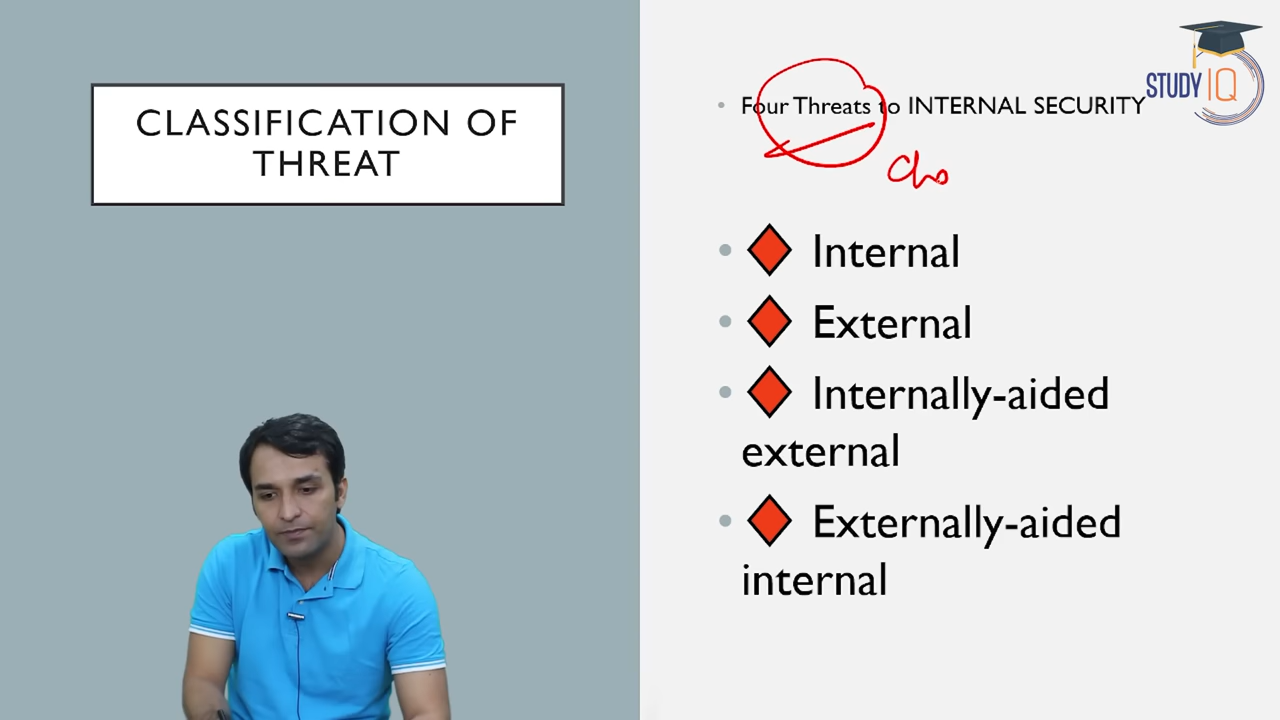 CLASSIFICATION OF
THREAT
STUDY IQ
• Four Threats to INTERNAL SECURITY
• ♦ Internal
• ♦ External
• ♦ Internally-aided
external
• ♦ Externally-aided
internal